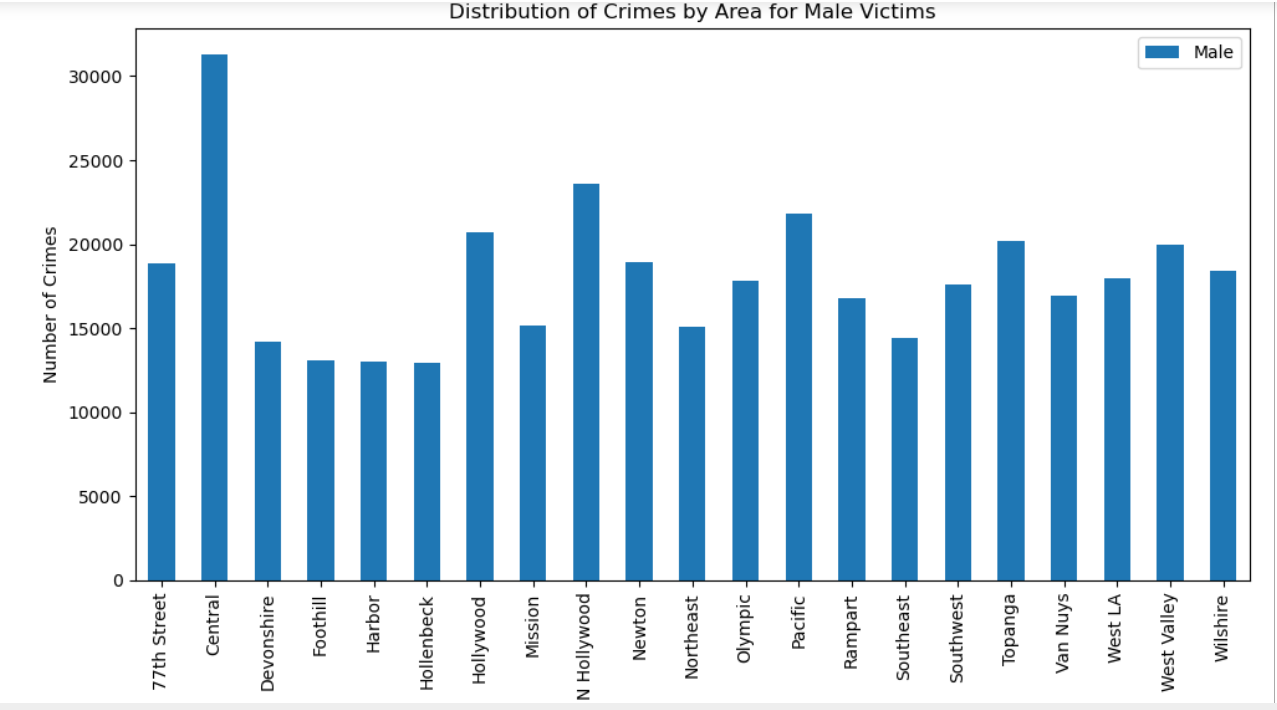 Distribution of Crimes by Area for Male Victims
Male
Number of Crimes
30000
25000
20000
15000
10000
5000
0
77th Street
Central
Devonshire
Foothill
Harbor
Hollenbeck
Hollywood
Mission
N Hollywood
Newton
Northeast
Olympic
Pacific
Rampart
Southeast
Southwest
Topanga
Van Nuys
West LA
West Valley
Wilshire